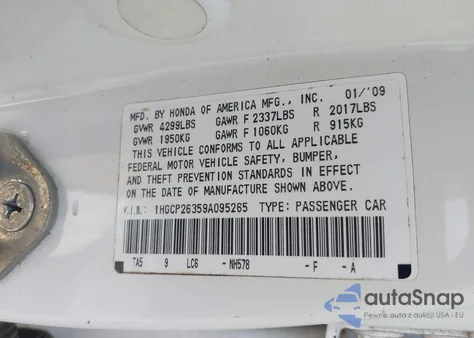 MFD. BY HONDA OF AMERICA MFG., INC. 01/'09
GVWR 4299LBS GAWR F 2337LBS R 2017LBS
GVWR 1950KG GAWR F 1060KG R 915KG
THIS VEHICLE CONFORMS TO ALL APPLICABLE
FEDERAL MOTOR VEHICLE SAFETY, BUMPER,
AND THEFT PREVENTION STANDARDS IN EFFECT
ON THE DATE OF MANUFACTURE SHOWN ABOVE.
V.I.N.: 1HGCP26359A095265 TYPE: PASSENGER CAR
TA5 9 LC6 -NH578 -F -A
autoSnap
Pewne auto z aukcji USA i EU